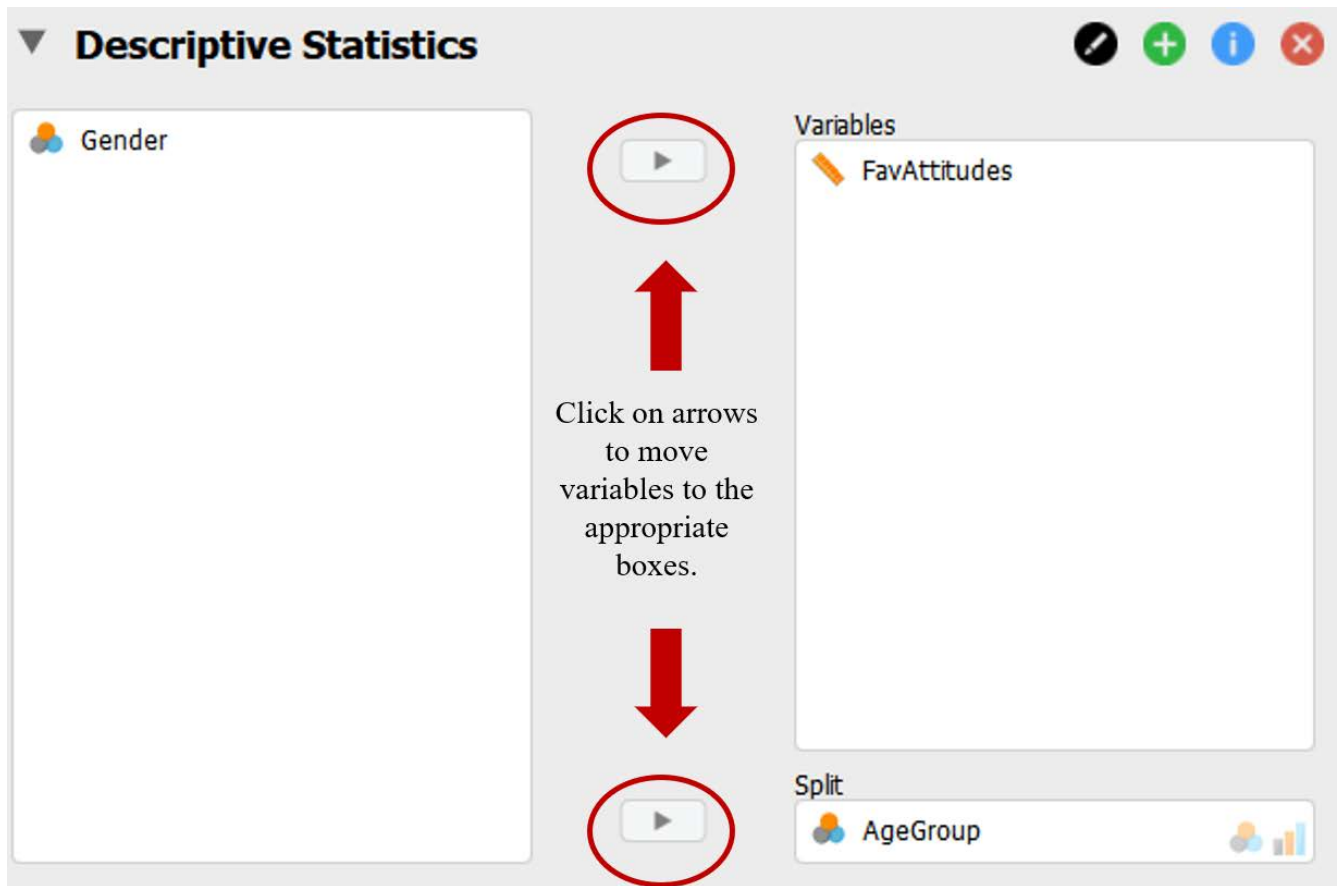 Descriptive Statistics
Gender
Variables
FavAttitudes
Click on arrows
to move
variables to the
appropriate
boxes.
Split
AgeGroup